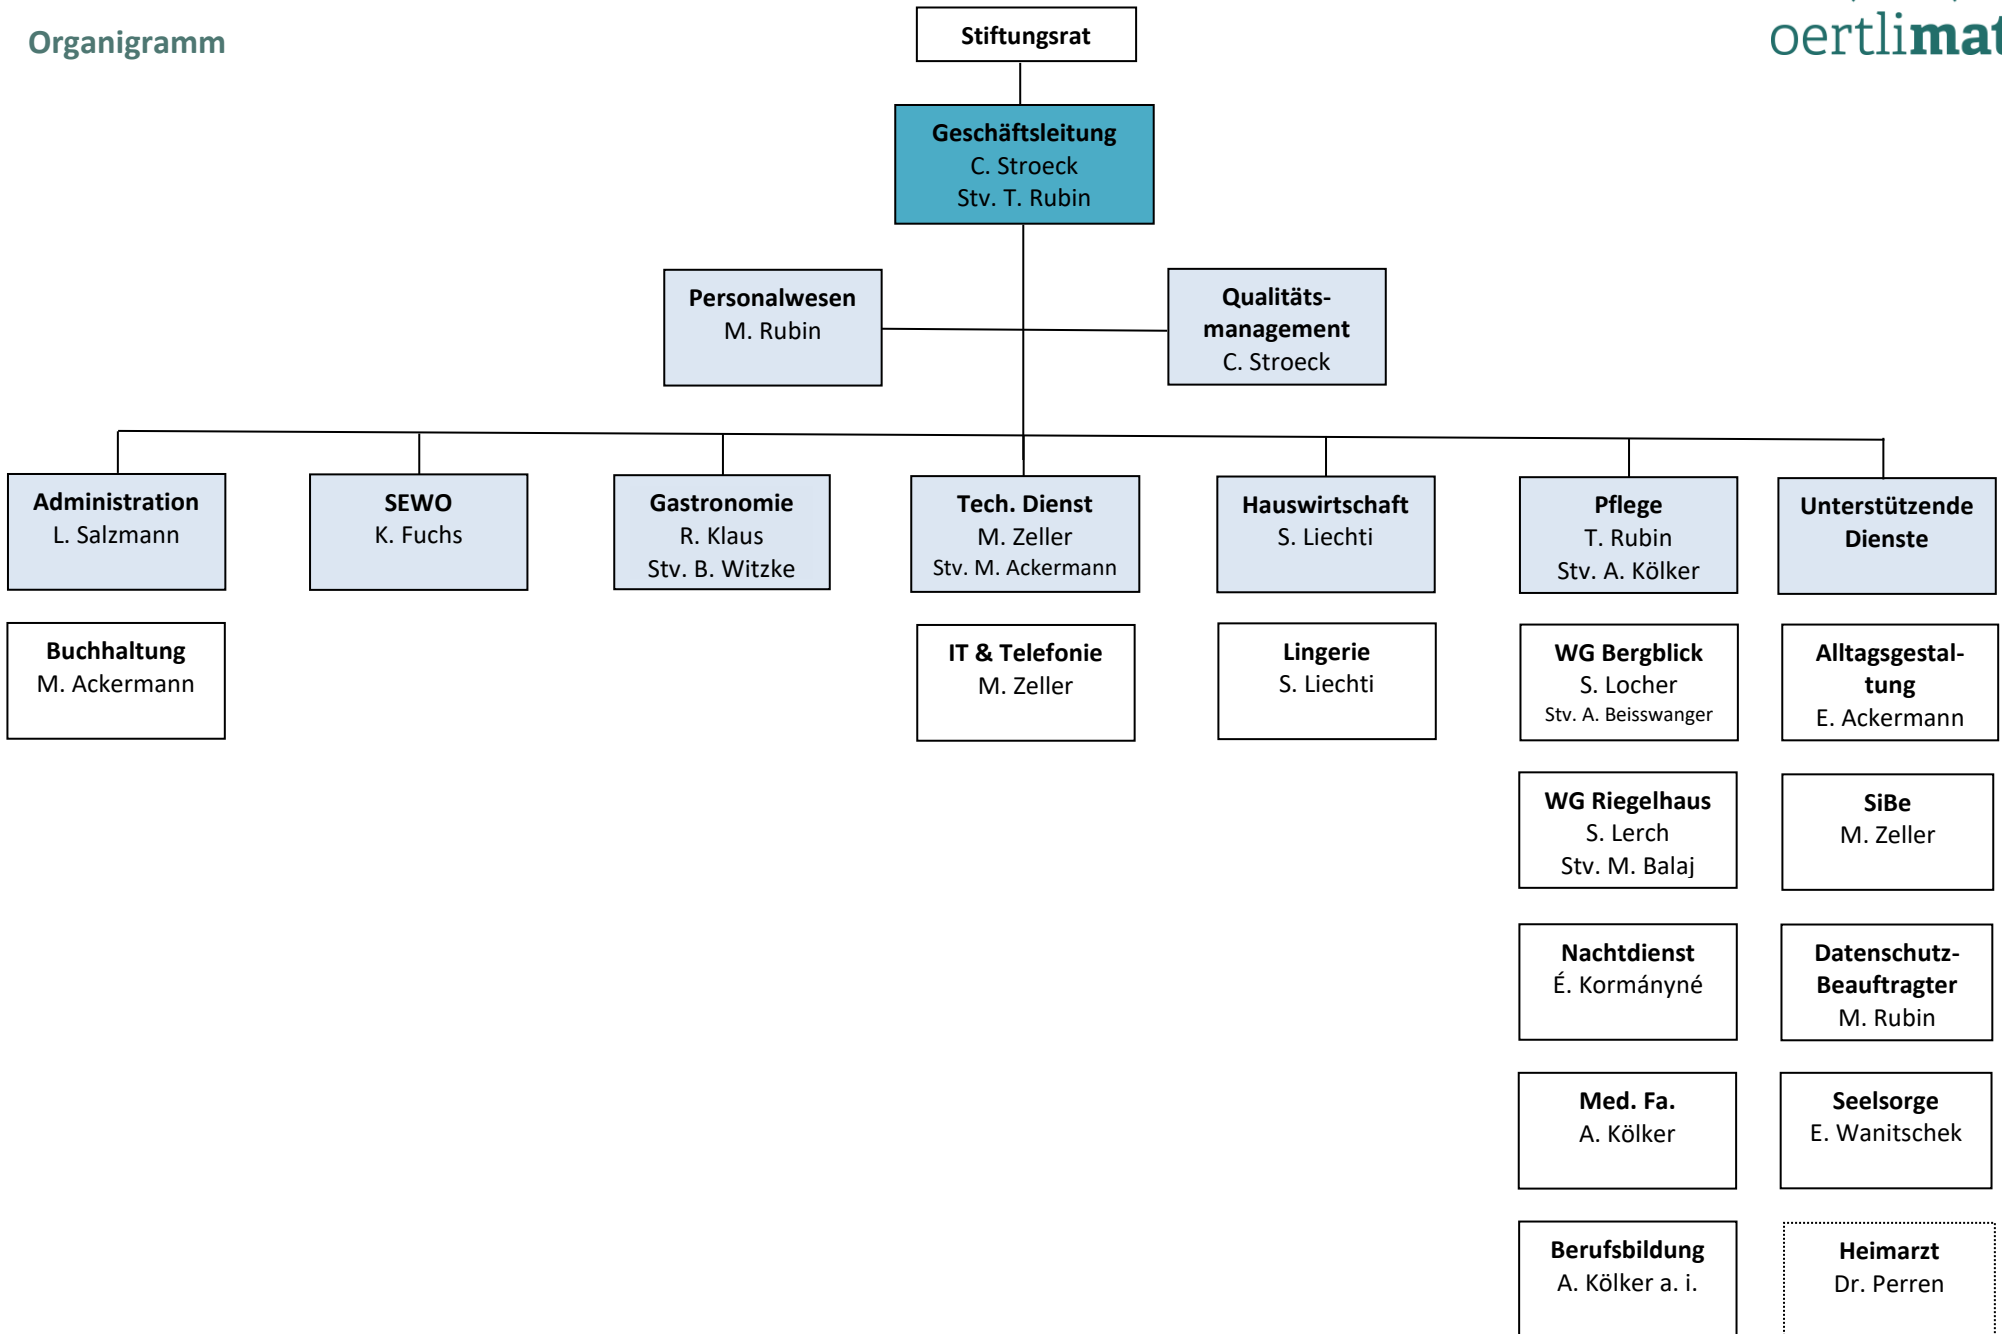 Organigramm
oertlimat
Stiftungsrat
Geschäftsleitung
C. Stroeck
Stv. T. Rubin
Personalwesen
M. Rubin
Qualitäts-
management
C. Stroeck
Administration
L. Salzmann
SEWO
K. Fuchs
Gastronomie
R. Klaus
Stv. B. Witzke
Tech. Dienst
M. Zeller
Stv. M. Ackermann
Hauswirtschaft
S. Liechti
Pflege
T. Rubin
Stv. A. Kölker
Unterstützende
Dienste
Buchhaltung
M. Ackermann
IT & Telefonie
M. Zeller
Lingerie
S. Liechti
WG Bergblick
S. Locher
Stv. A. Beisswanger
Alltagsgestal-
tung
E. Ackermann
WG Riegelhaus
S. Lerch
Stv. M. Balaj
SiBe
M. Zeller
Nachtdienst
É. Kormányné
Datenschutz-
Beauftragter
M. Rubin
Med. Fa.
A. Kölker
Seelsorge
E. Wanitschek
Berufsbildung
A. Kölker a. i.
Heimarzt
Dr. Perren